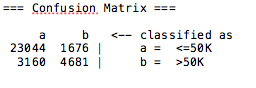 === Confusion Matrix ===
a b <-- classified as
23044 1676 | a = <=50K
3160 4681 | b = >50K